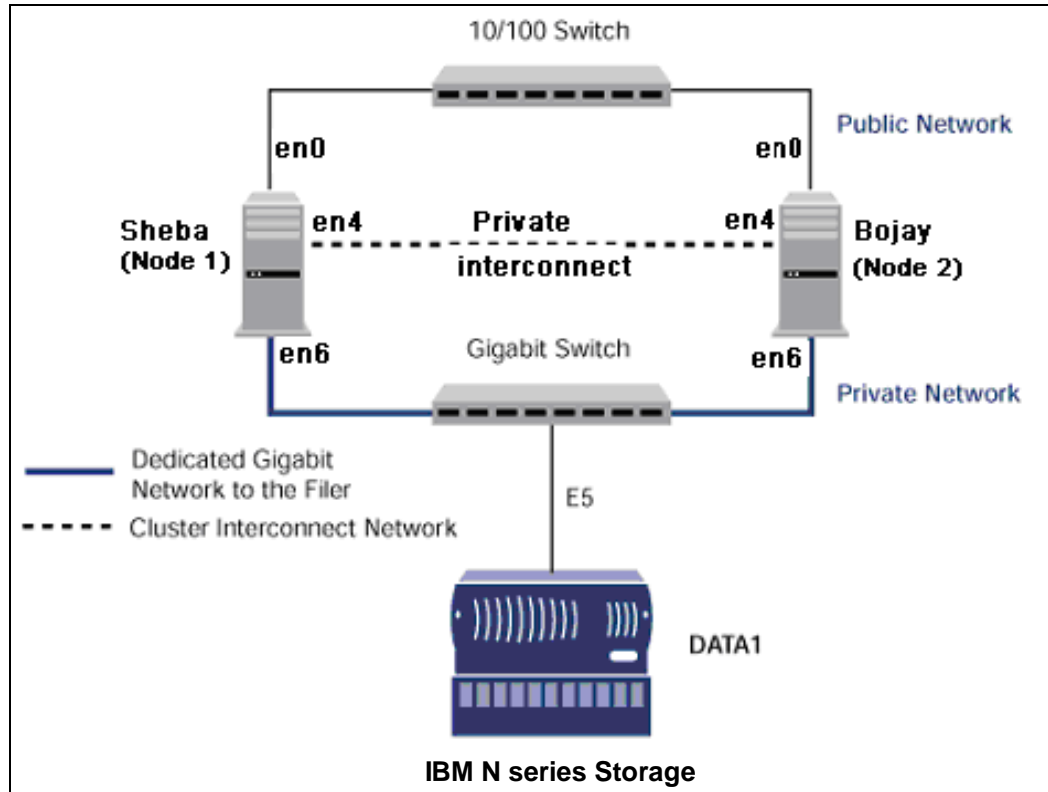 10/100 Switch
Public Network
en0
en0
Sheba
(Node 1)
en4
Private
interconnect
en4
Bojay
(Node 2)
en6
Gigabit Switch
en6
Private Network
Dedicated Gigabit
Network to the Filer
Cluster Interconnect Network
E5
DATA1
IBM N series Storage